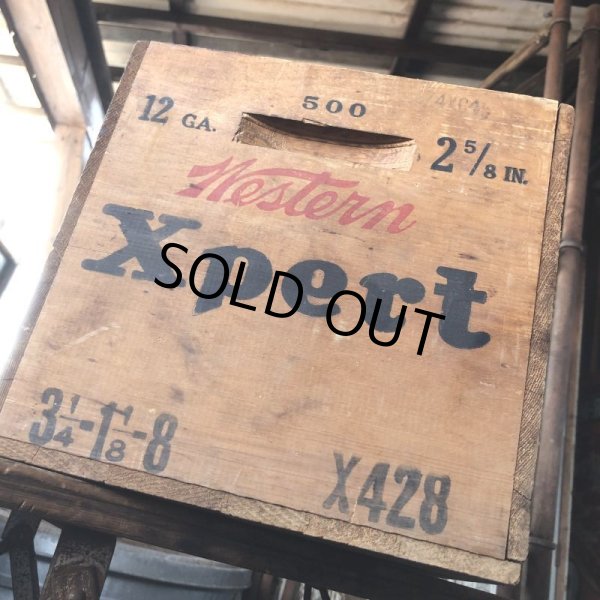 500
12 GA.
2 5/8 IN.
Western
Xpert
SOLD OUT
3 1/4-1 1/8-8
X428